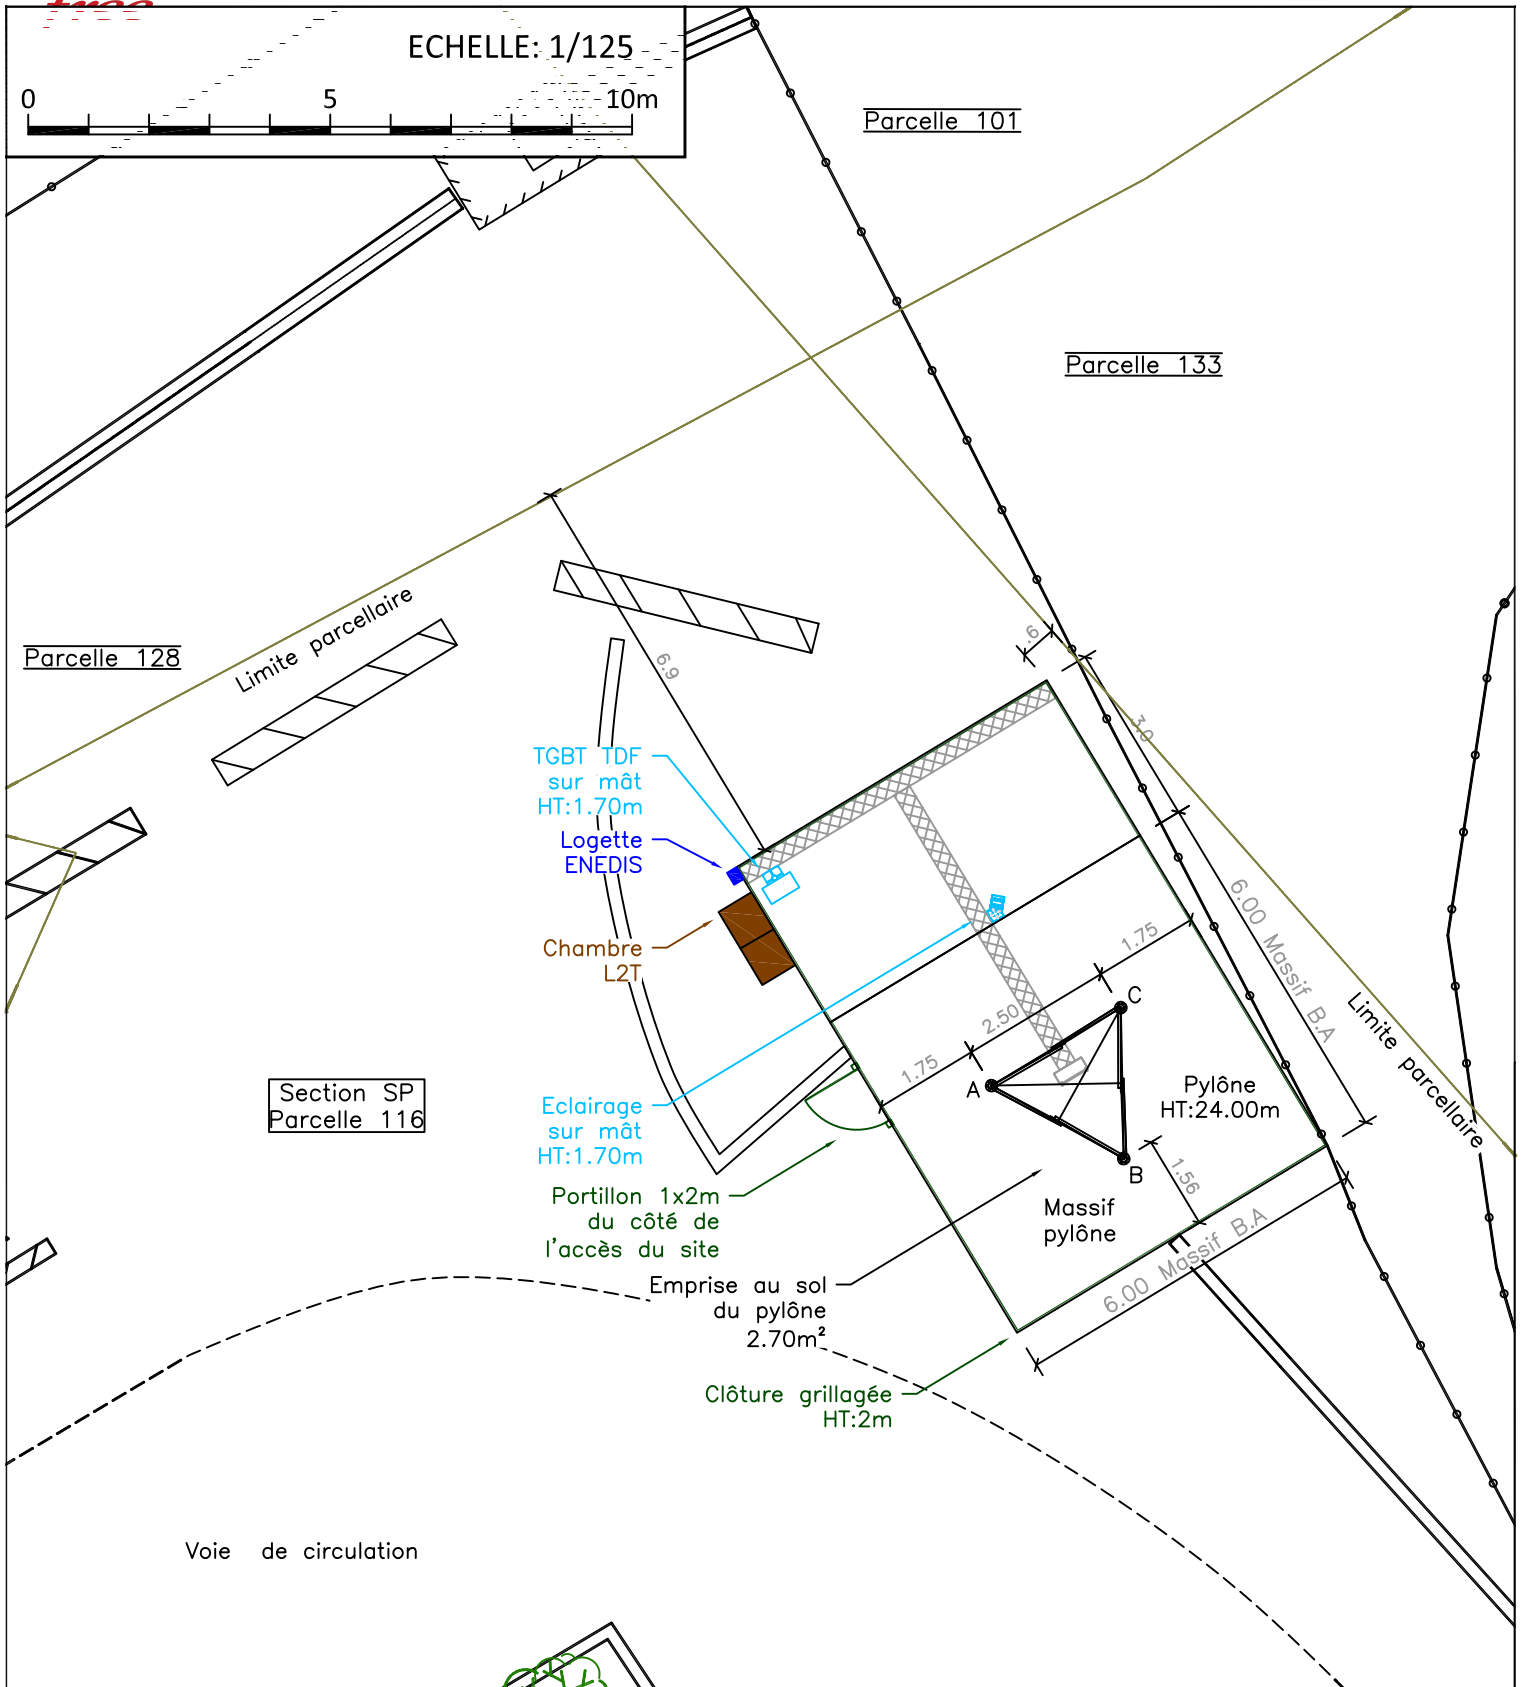 ECHELLE: 1/125
0 5 10m
Parcelle 101
Parcelle 133
Parcelle 128
Limite parcellaire
.6
6.9
3.0
TGBT TDF
sur mât
HT:1.70m
Logette
ENEDIS
Chambre
L2T
6.00 Massif B.A
1.75
2.50
1.75
C
A
B
Pylône
HT:24.00m
Limite parcellaire
Section SP
Parcelle 116
Eclairage
sur mât
HT:1.70m
1.56
Massif
pylône
Portillon 1x2m
du côté de
l'accès du site
6.00 Massif B.A
Emprise au sol
du pylône
2.70m²
Clôture grillagée
HT:2m
Voie de circulation